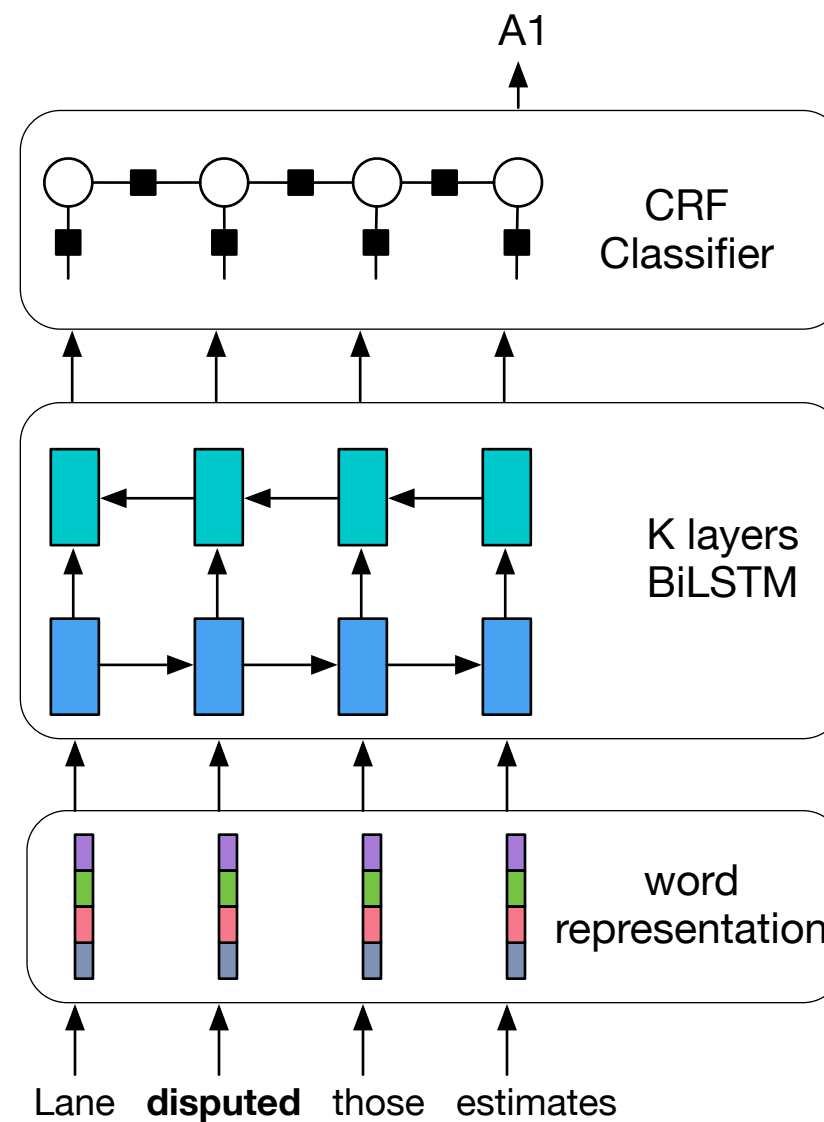 A1
CRF
Classifier
K layers
BiLSTM
word
representation
Lane disputed those estimates